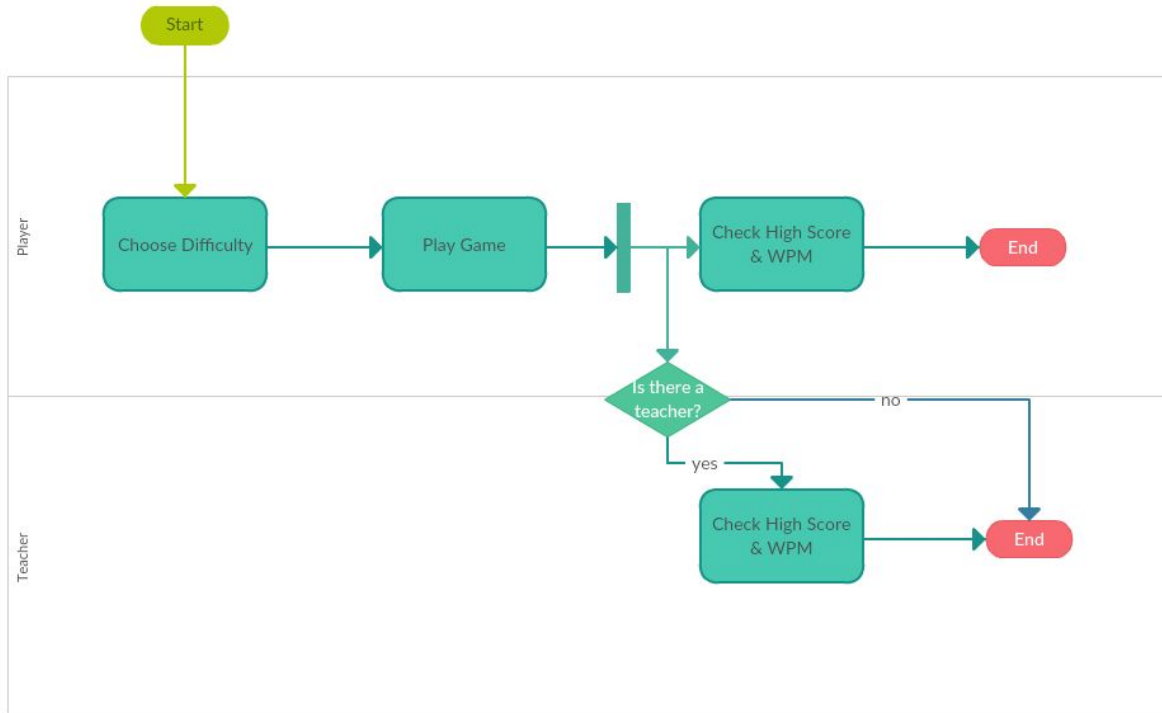 Start
Player
Choose Difficulty
Play Game
Check High Score
& WPM
End
Is there a
teacher?
no
yes
Teacher
Check High Score
& WPM
End